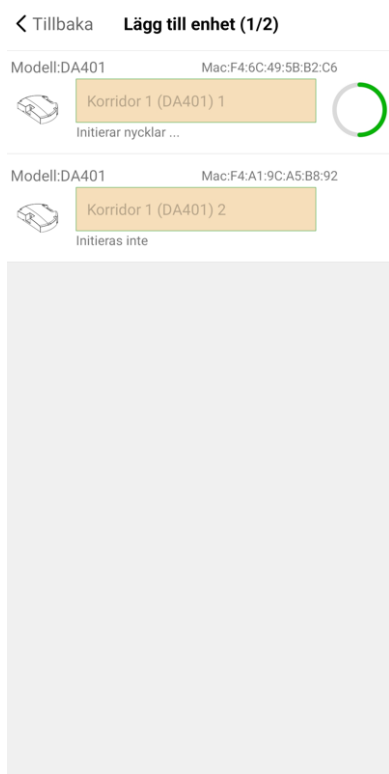 Tillbaka Lägg till enhet (1/2)
Modell:DA401 Mac:F4:6C:49:5B:B2:C6
Korridor 1 (DA401) 1
Initierar nycklar ...
Modell:DA401 Mac:F4:A1:9C:A5:B8:92
Korridor 1 (DA401) 2
Initieras inte